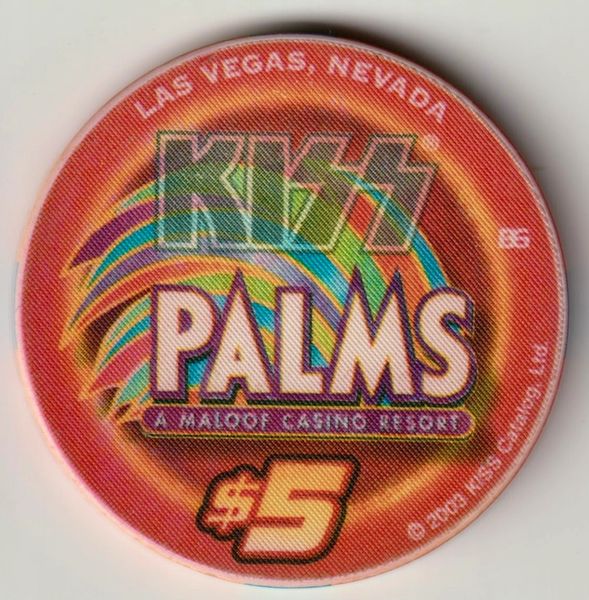 LAS VEGAS, NEVADA
KISS®
BG
PALMS
A MALOOF CASINO RESORT
$5
© 2003 KISS Catalog, Ltd